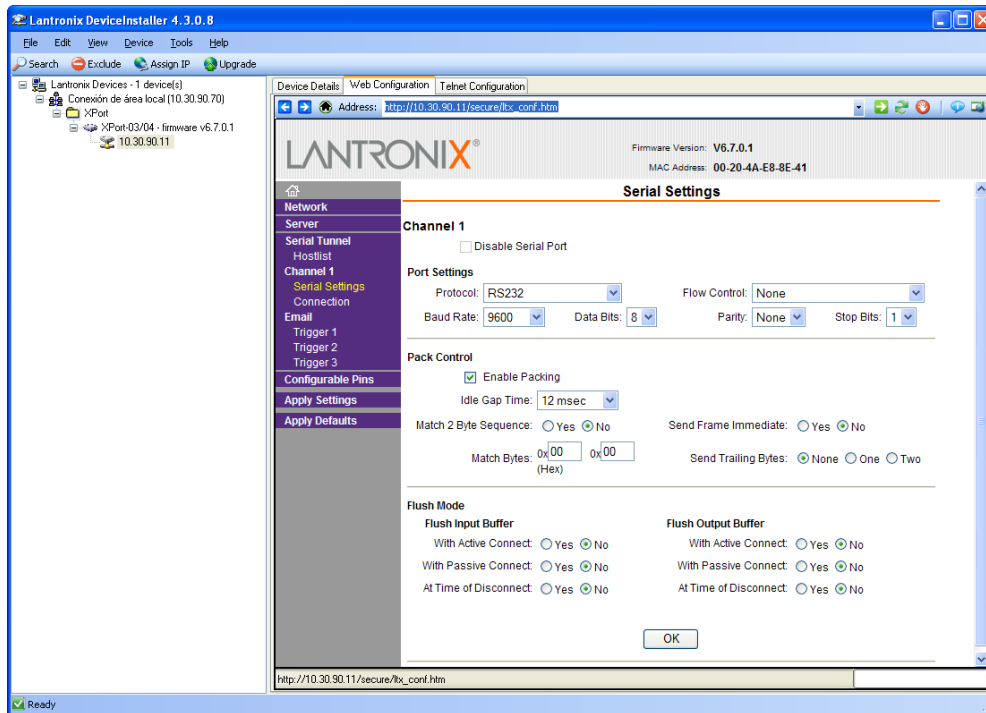 Lantronix DeviceInstaller 4.3.0.8
File Edit View Device Tools Help
Search Exclude Assign IP Upgrade
Lantronix Devices - 1 device(s)
Conexión de área local (10.30.90.70)
XPort
XPort-03/04 - firmware v6.7.0.1
10.30.90.11
Device Details Web Configuration Telnet Configuration
Address: http://10.30.90.11/secure/ltx_conf.htm
LANTRONIX®
Firmware Version: V6.7.0.1
MAC Address: 00-20-4A-E8-8E-41
Network
Server
Serial Tunnel
Hostlist
Channel 1
Serial Settings
Connection
Email
Trigger 1
Trigger 2
Trigger 3
Configurable Pins
Apply Settings
Apply Defaults
Serial Settings
Channel 1
Disable Serial Port
Port Settings
Protocol: RS232 Flow Control: None
Baud Rate: 9600 Data Bits: 8 Parity: None Stop Bits: 1
Pack Control
Enable Packing
Idle Gap Time: 12 msec
Match 2 Byte Sequence: Yes No Send Frame Immediate: Yes No
Match Bytes: 0x 00 0x 00 Send Trailing Bytes: None One Two
(Hex)
Flush Mode
Flush Input Buffer Flush Output Buffer
With Active Connect: Yes No With Active Connect: Yes No
With Passive Connect: Yes No With Passive Connect: Yes No
At Time of Disconnect: Yes No At Time of Disconnect: Yes No
OK
http://10.30.90.11/secure/ltx_conf.htm
Ready